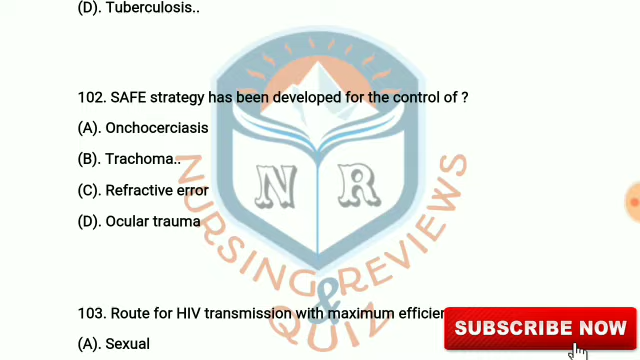 (D). Tuberculosis..
102. SAFE strategy has been developed for the control of ?
(A). Onchocerciasis
(B). Trachoma..
(C). Refractive error
(D). Ocular trauma
N R
NURSING REVIEWS
&
QUIZ
103. Route for HIV transmission with maximum
SUBSCRIBE NOW
(A). Sexual